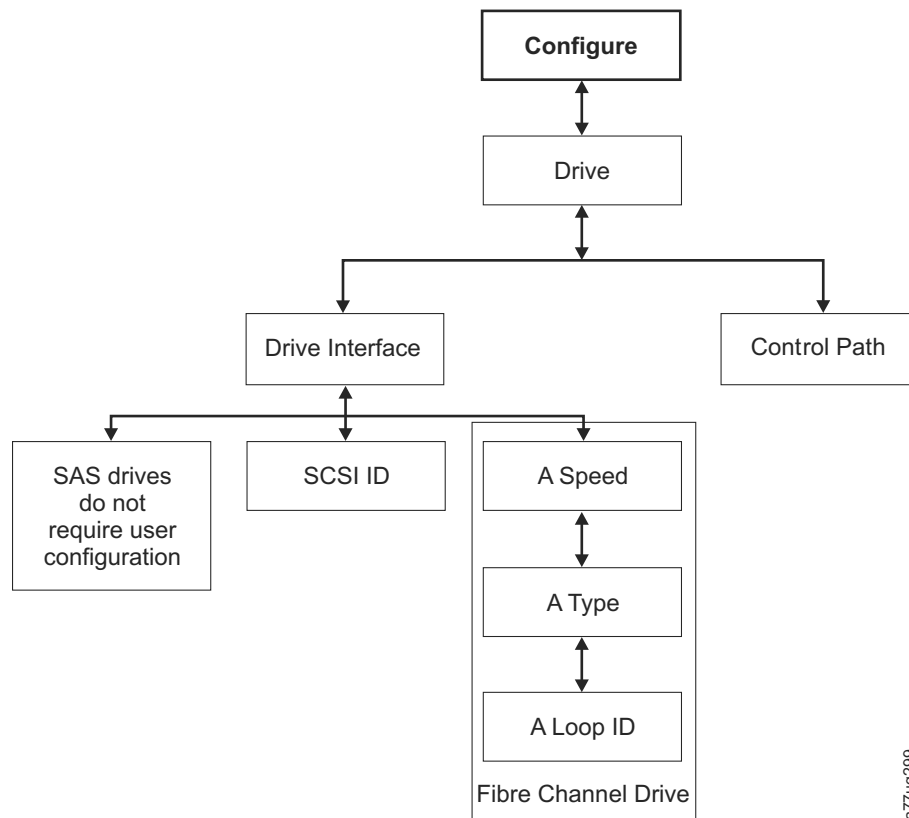 Configure
Drive
Drive Interface
Control Path
SAS drives
do not
require user
configuration
SCSI ID
A Speed
A Type
A Loop ID
Fibre Channel Drive